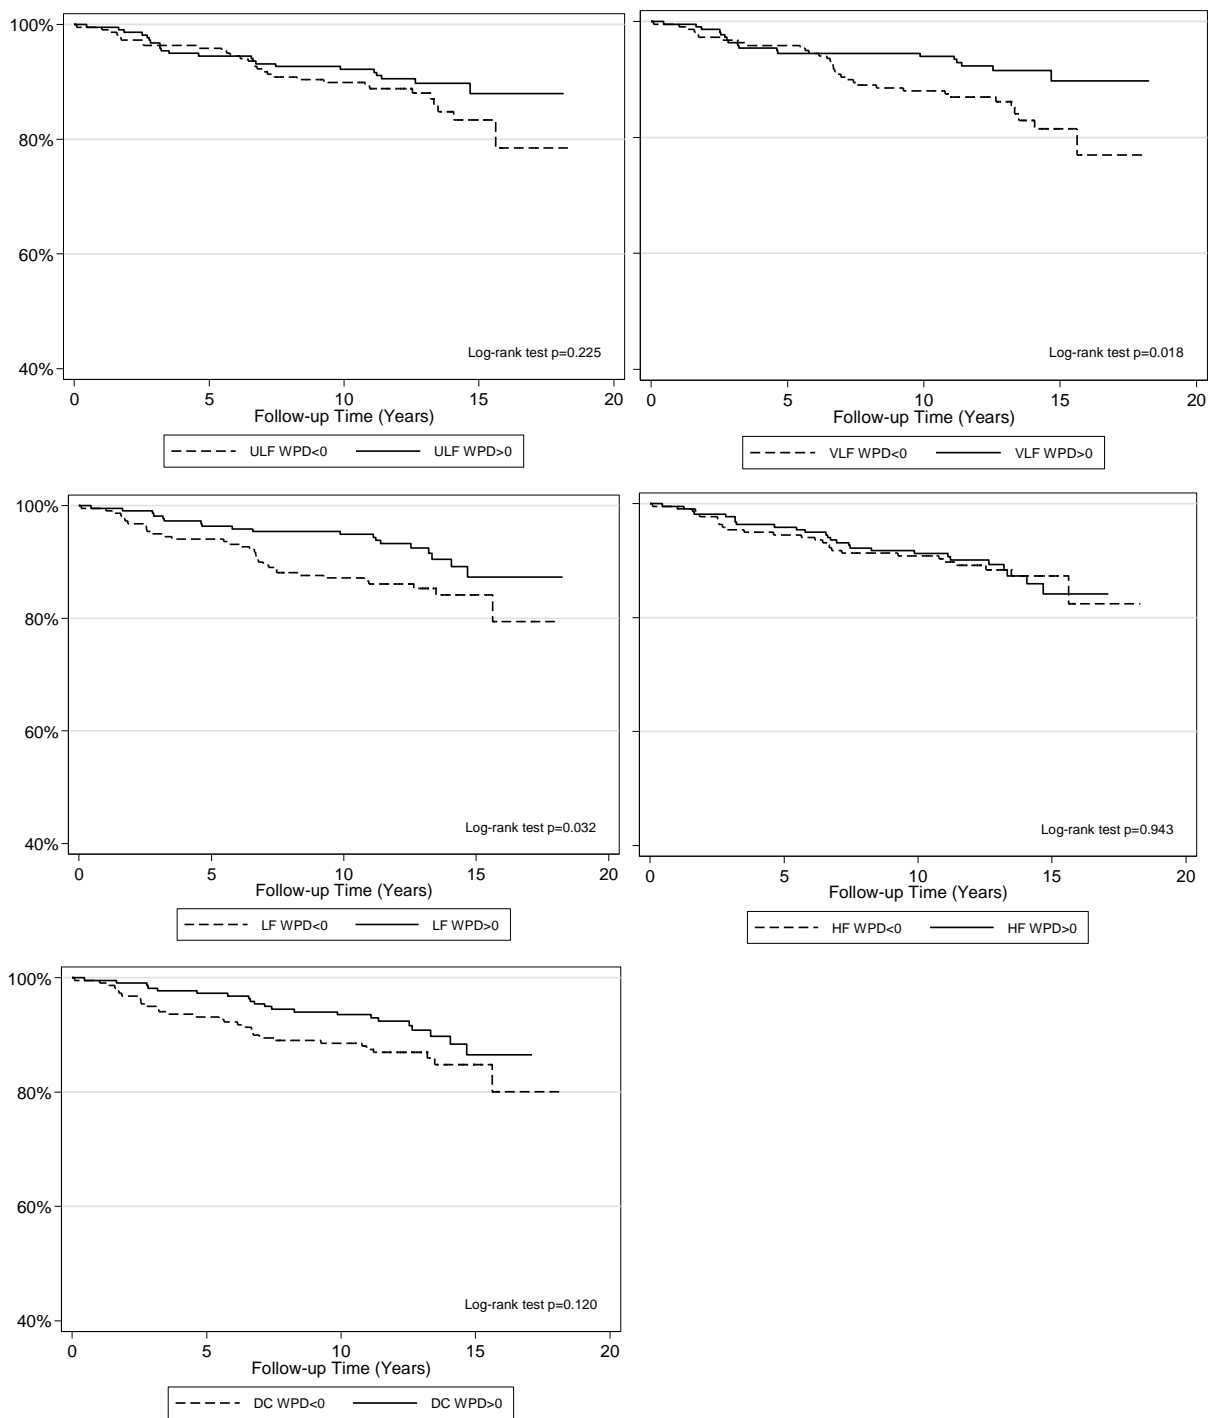 100%
80%
60%
40%
Log-rank test p=0.225
0 5 10 15 20
Follow-up Time (Years)
ULF WPD<0 ULF WPD>0
Log-rank test p=0.018
0 5 10 15 20
Follow-up Time (Years)
VLF WPD<0 VLF WPD>0
100%
80%
60%
40%
Log-rank test p=0.032
0 5 10 15 20
Follow-up Time (Years)
LF WPD<0 LF WPD>0
Log-rank test p=0.943
0 5 10 15 20
Follow-up Time (Years)
HF WPD<0 HF WPD>0
100%
80%
60%
40%
Log-rank test p=0.120
0 5 10 15 20
Follow-up Time (Years)
DC WPD<0 DC WPD>0